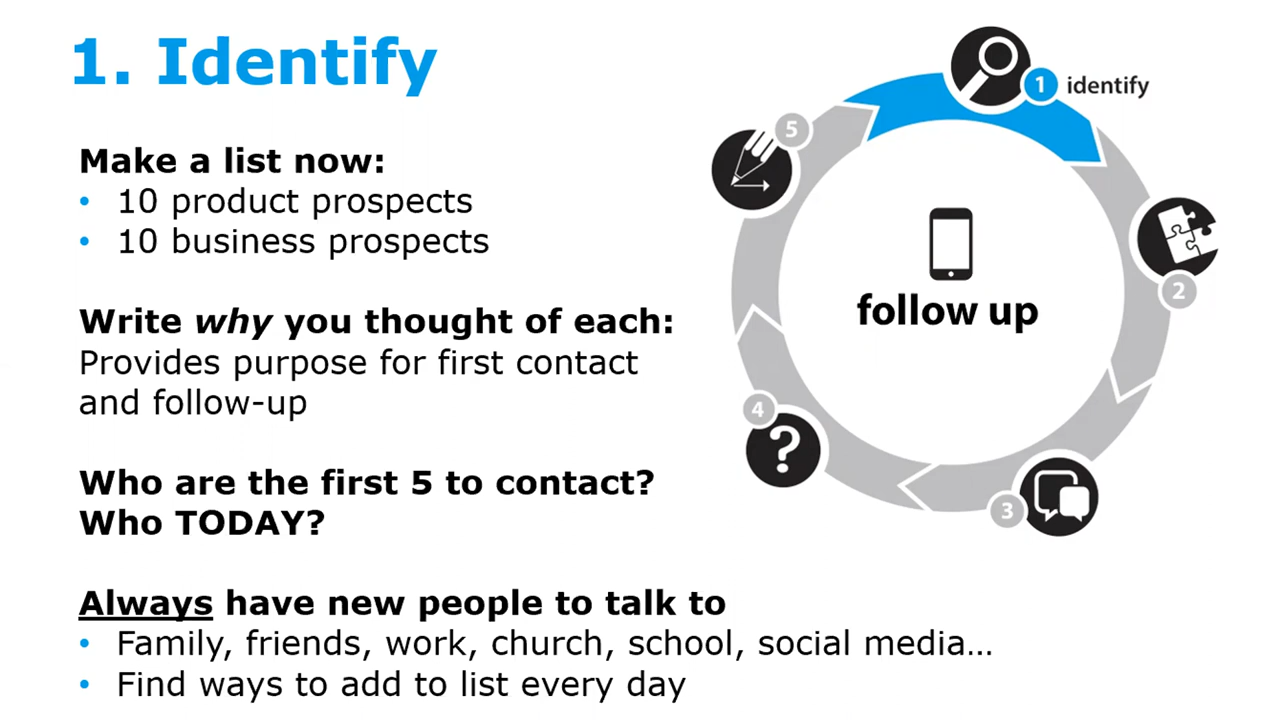 1. Identify
Make a list now:
• 10 product prospects
• 10 business prospects
Write why you thought of each:
Provides purpose for first contact
and follow-up
Who are the first 5 to contact?
Who TODAY?
Always have new people to talk to
• Family, friends, work, church, school, social media…
• Find ways to add to list every day
1 identify
2
3
4
5
follow up
?